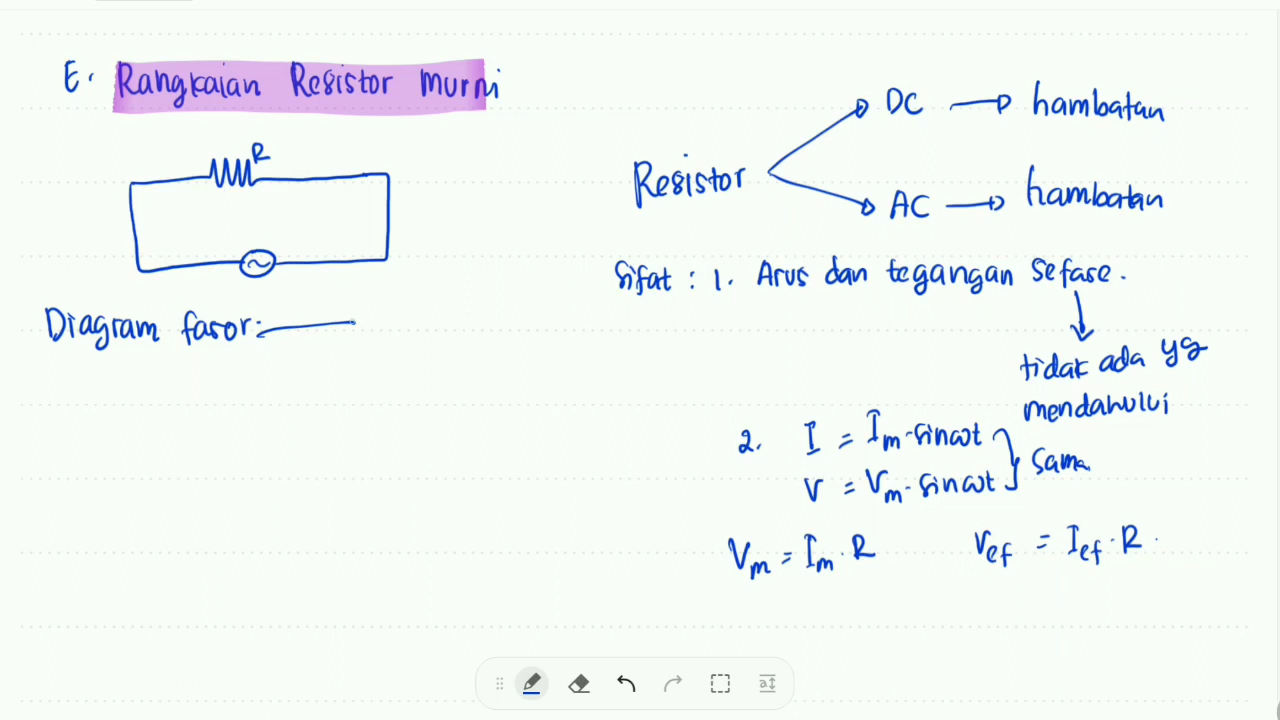 E. Rangkaian Resistor Murni
R
~
Diagram fasor:
Resistor
DC → hambatan
AC → hambatan
Sifat : 1. Arus dan tegangan sefase.
tidak ada yg
mendahului
2. I = Im·sinωt
V = Vm·sinωt
sama
Vm = Im·R
Vef = Ief·R.